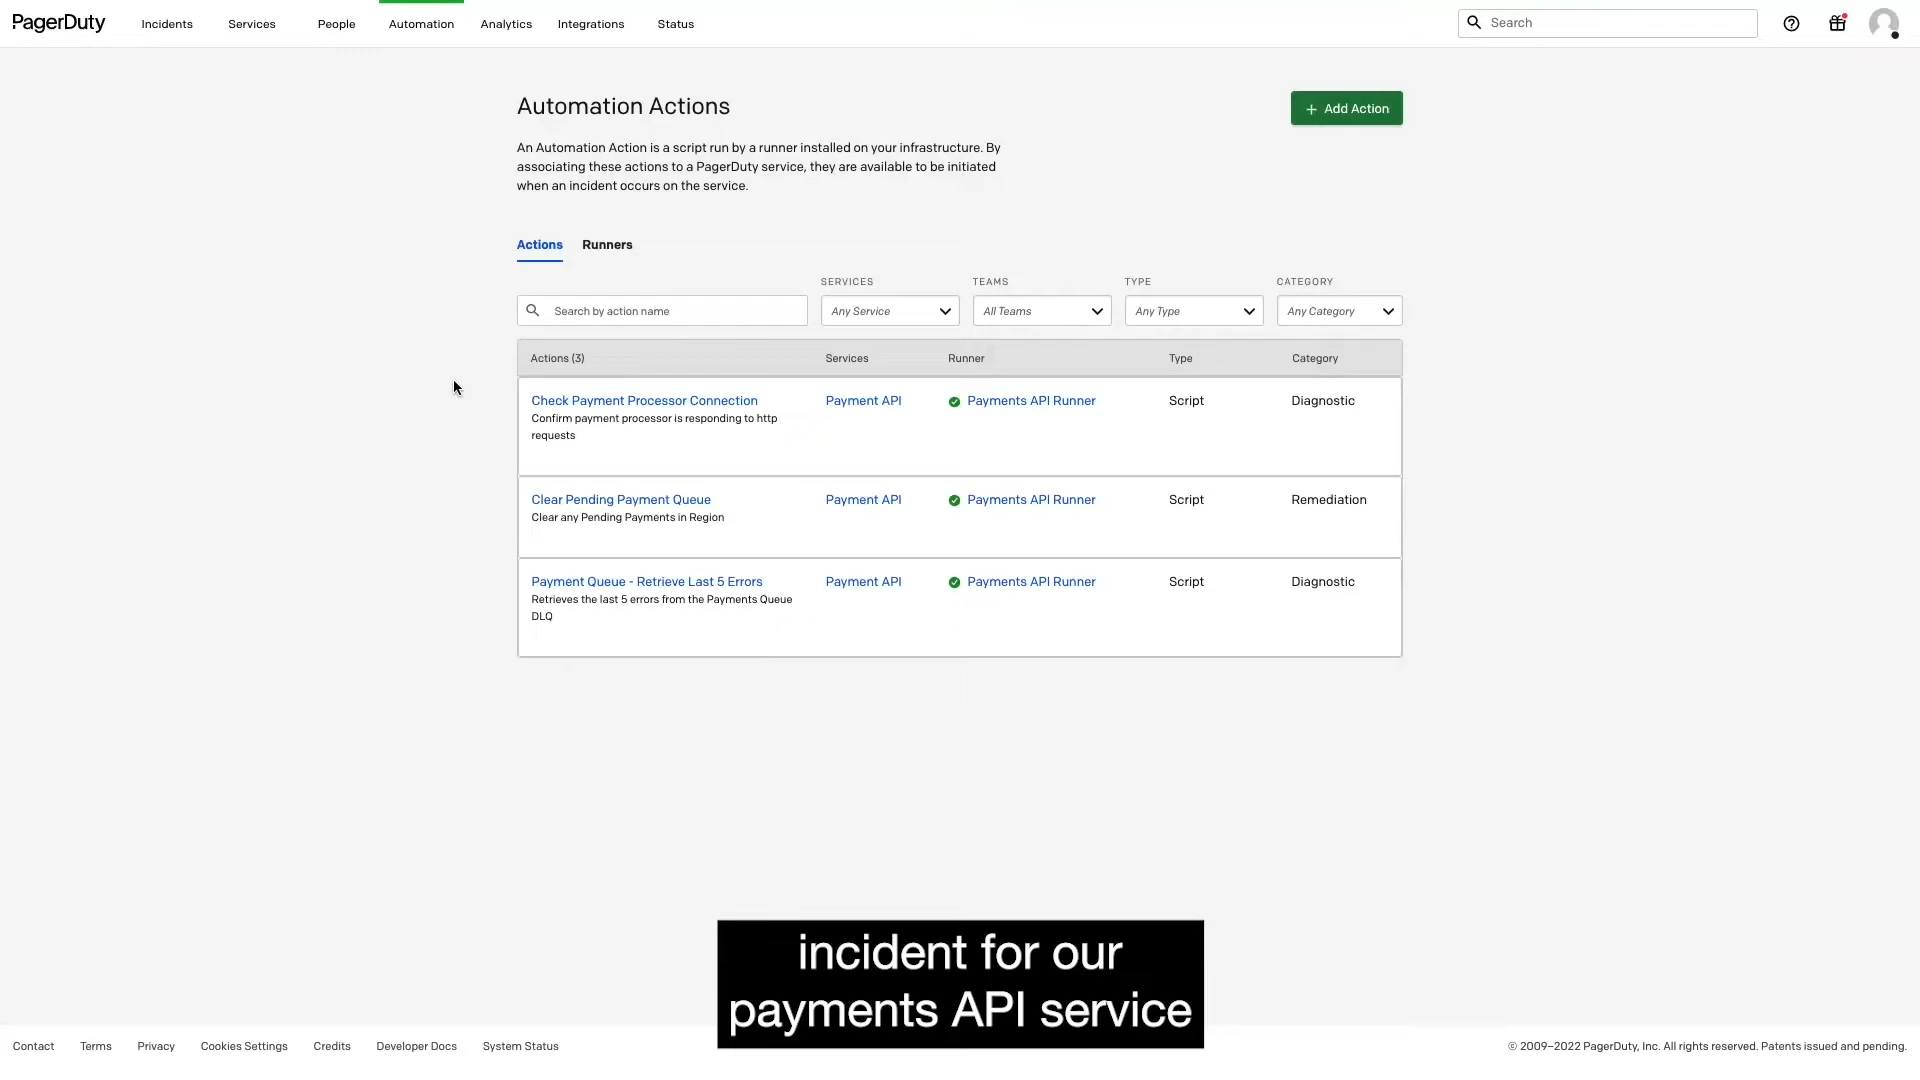 PagerDuty
Incidents
Services
People
Automation
Analytics
Integrations
Status
Search
Automation Actions
+ Add Action
An Automation Action is a script run by a runner installed on your infrastructure. By
associating these actions to a PagerDuty service, they are available to be initiated
when an incident occurs on the service.
Actions
Runners
SERVICES
TEAMS
TYPE
CATEGORY
Search by action name
Any Service
All Teams
Any Type
Any Category
Actions (3)
Services
Runner
Type
Category
Check Payment Processor Connection
Payment API
Payments API Runner
Script
Diagnostic
Confirm payment processor is responding to http
requests
Clear Pending Payment Queue
Payment API
Payments API Runner
Script
Remediation
Clear any Pending Payments in Region
Payment Queue - Retrieve Last 5 Errors
Payment API
Payments API Runner
Script
Diagnostic
Retrieves the last 5 errors from the Payments Queue
DLQ
incident for our
payments API service
Contact
Terms
Privacy
Cookies Settings
Credits
Developer Docs
System Status
© 2009–2022 PagerDuty, Inc. All rights reserved. Patents issued and pending.